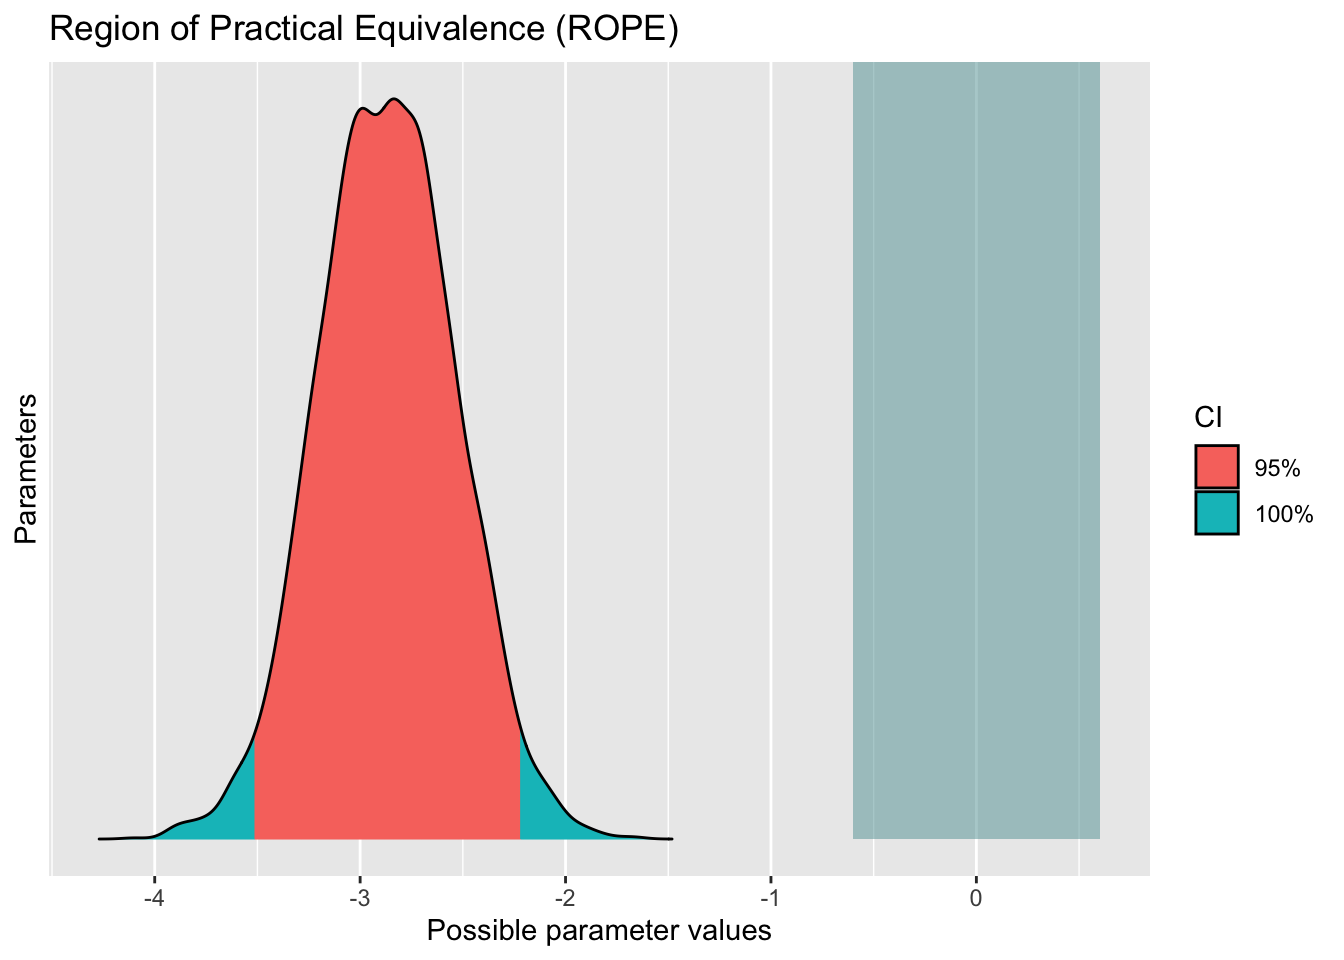 Region of Practical Equivalence (ROPE)
Parameters
CI
95%
100%
-4 -3 -2 -1 0
Possible parameter values